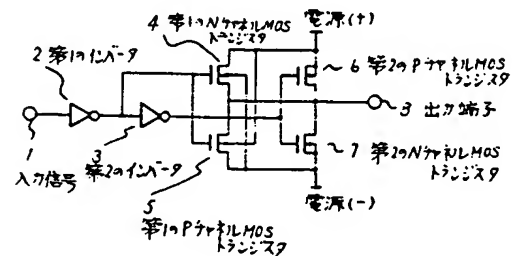 4 第1のNチャネルMOS
トランジスタ
電源(+)
2 第1のインバータ
6 第2のPチャネルMOS
トランジスタ
3 出力端子
1
入力信号
3
第2のインバータ
7 第2のNチャネルMOS
トランジスタ
5
第1のPチャネルMOS
トランジスタ
電源(-)